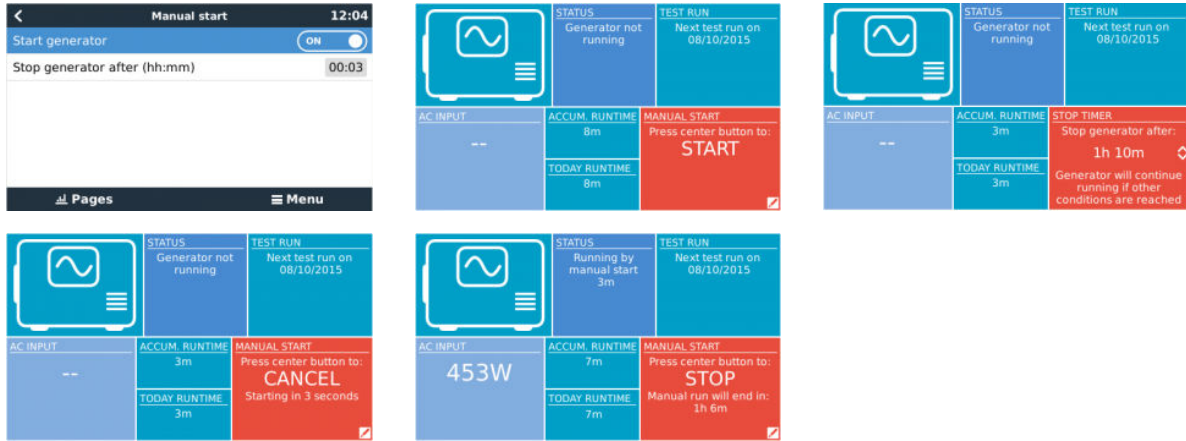 Manual start 12:04
Start generator ON
Stop generator after (hh:mm) 00:03
Pages Menu
STATUS
Generator not
running
TEST RUN
Next test run on
08/10/2015
AC INPUT
--
ACCUM. RUNTIME
8m
TODAY RUNTIME
8m
MANUAL START
Press center button to:
START
STATUS
Generator not
running
TEST RUN
Next test run on
08/10/2015
AC INPUT
--
ACCUM. RUNTIME
3m
TODAY RUNTIME
3m
STOP TIMER
Stop generator after:
1h 10m
Generator will continue
running if other
conditions are reached
STATUS
Generator not
running
TEST RUN
Next test run on
08/10/2015
AC INPUT
--
ACCUM. RUNTIME
3m
TODAY RUNTIME
3m
MANUAL START
Press center button to:
CANCEL
Starting in 3 seconds
STATUS
Running by
manual start
3m
TEST RUN
Next test run on
08/10/2015
AC INPUT
453W
ACCUM. RUNTIME
7m
TODAY RUNTIME
7m
MANUAL START
Press center button to:
STOP
Manual run will end in:
1h 6m